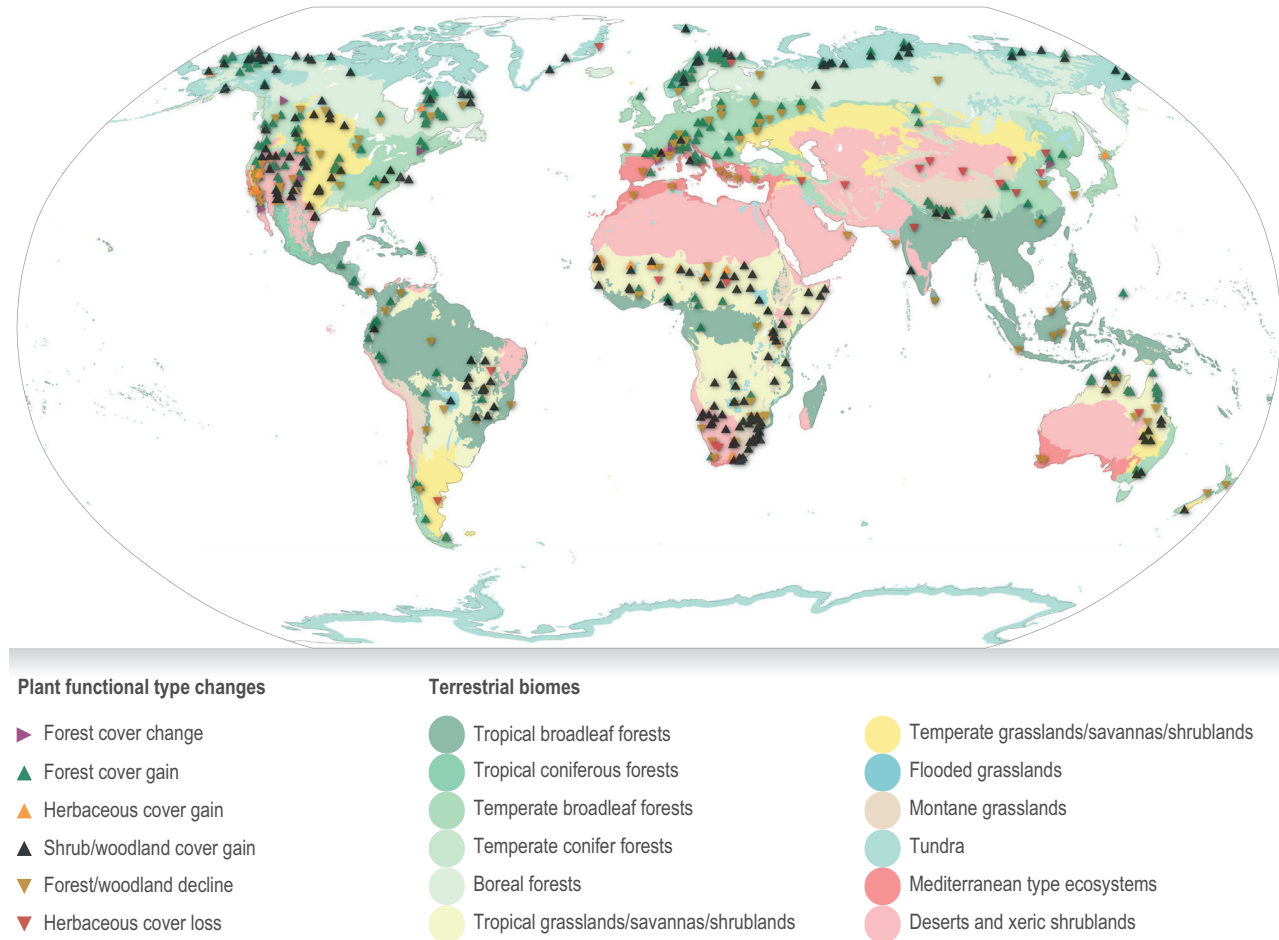 Plant functional type changes
Forest cover change
Forest cover gain
Herbaceous cover gain
Shrub/woodland cover gain
Forest/woodland decline
Herbaceous cover loss
Terrestrial biomes
Tropical broadleaf forests
Tropical coniferous forests
Temperate broadleaf forests
Temperate conifer forests
Boreal forests
Tropical grasslands/savannas/shrublands
Temperate grasslands/savannas/shrublands
Flooded grasslands
Montane grasslands
Tundra
Mediterranean type ecosystems
Deserts and xeric shrublands